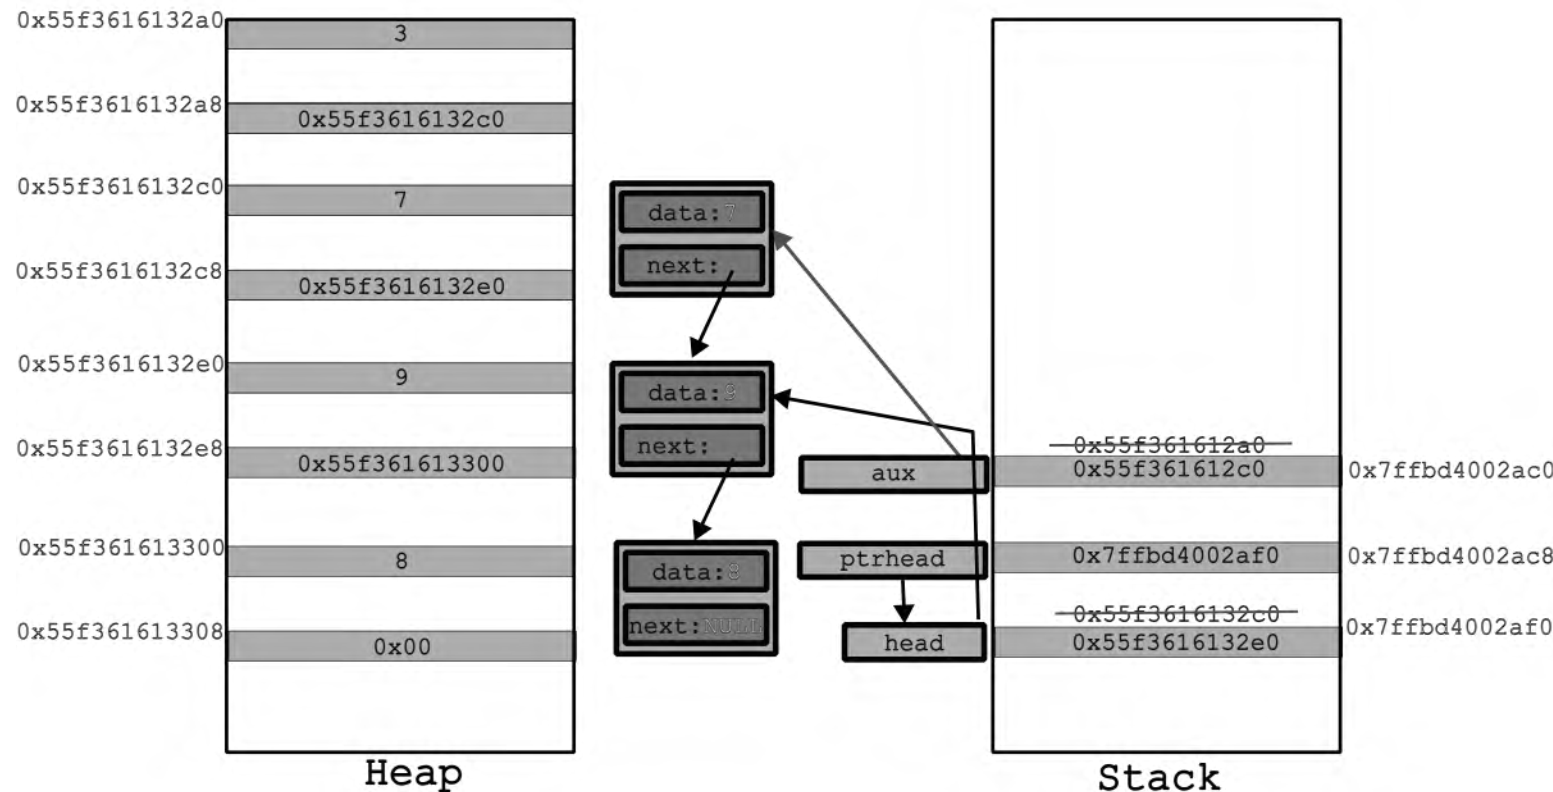 0x55f3616132a0
3
0x55f3616132a8
0x55f3616132c0
0x55f3616132c0
7
0x55f3616132c8
0x55f3616132e0
0x55f3616132e0
9
0x55f3616132e8
0x55f361613300
0x55f361613300
8
0x55f361613308
0x00
Heap
data:7
next:
data:9
next:
data:8
next:NULL
aux
ptrhead
head
0x55f361612a0
0x55f361612c0
0x7ffbd4002ac0
0x7ffbd4002af0
0x7ffbd4002ac8
0x55f3616132c0
0x55f3616132e0
0x7ffbd4002af0
Stack